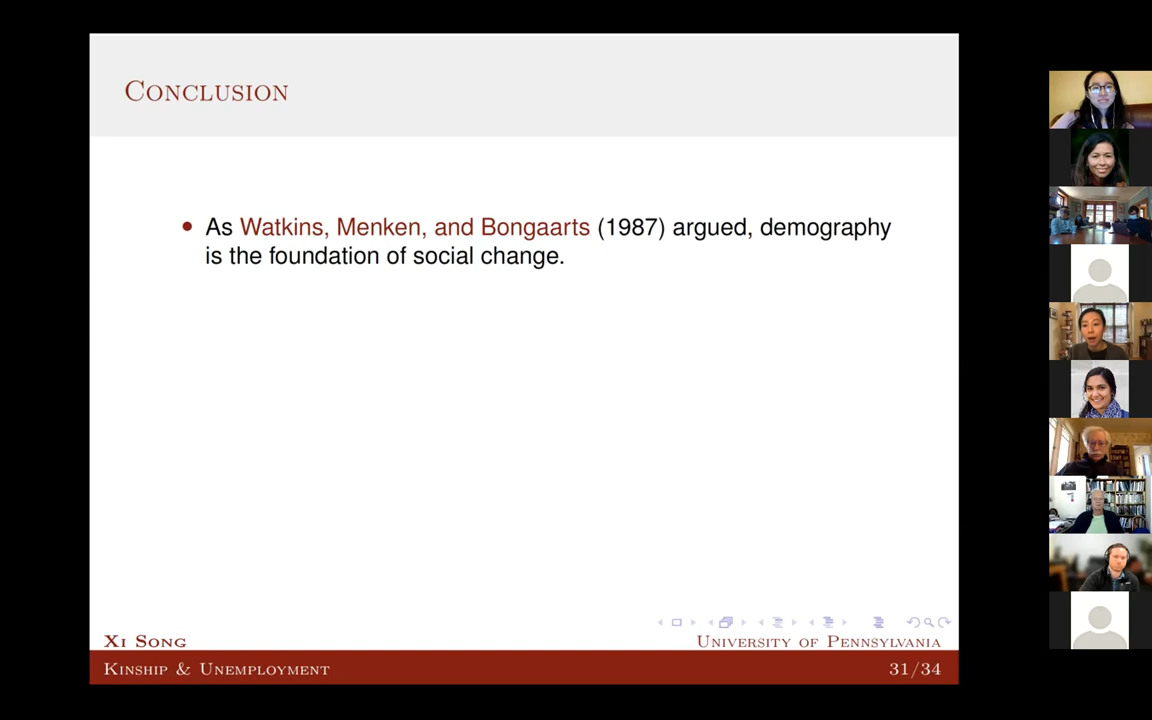 Conclusion
• As Watkins, Menken, and Bongaarts (1987) argued, demography
is the foundation of social change.
Xi Song
University of Pennsylvania
Kinship & Unemployment
31/34